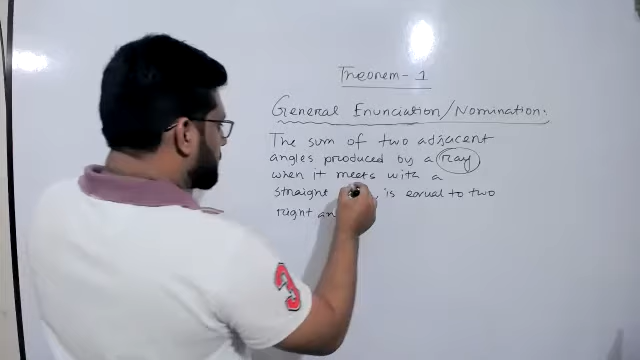 Theorem - 1
General Enunciation/Nomination:
The sum of two adjacent
angles produced by a ray
when it meets with a
straight is equal to two
right an
3